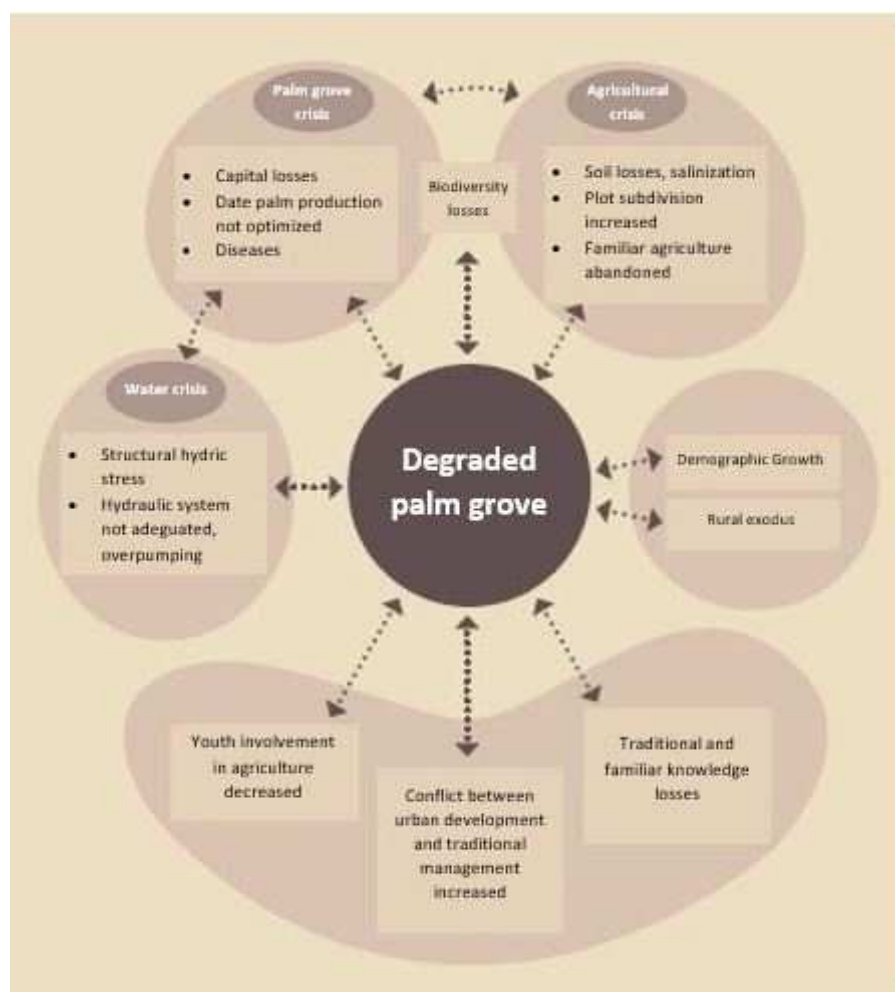 Palm grove
crisis
Agricultural
crisis
• Capital losses
• Date palm production
not optimized
• Diseases
Biodiversity
losses
• Soil losses, salinization
• Plot subdivision
increased
• Familiar agriculture
abandoned
Water crisis
• Structural hydric
stress
• Hydraulic system
not adeguated,
overpumping
Degraded
palm grove
Demographic Growth
Rural exodus
Youth involvement
in agriculture
decreased
Conflict between
urban development
and traditional
management
increased
Traditional and
familiar knowledge
losses